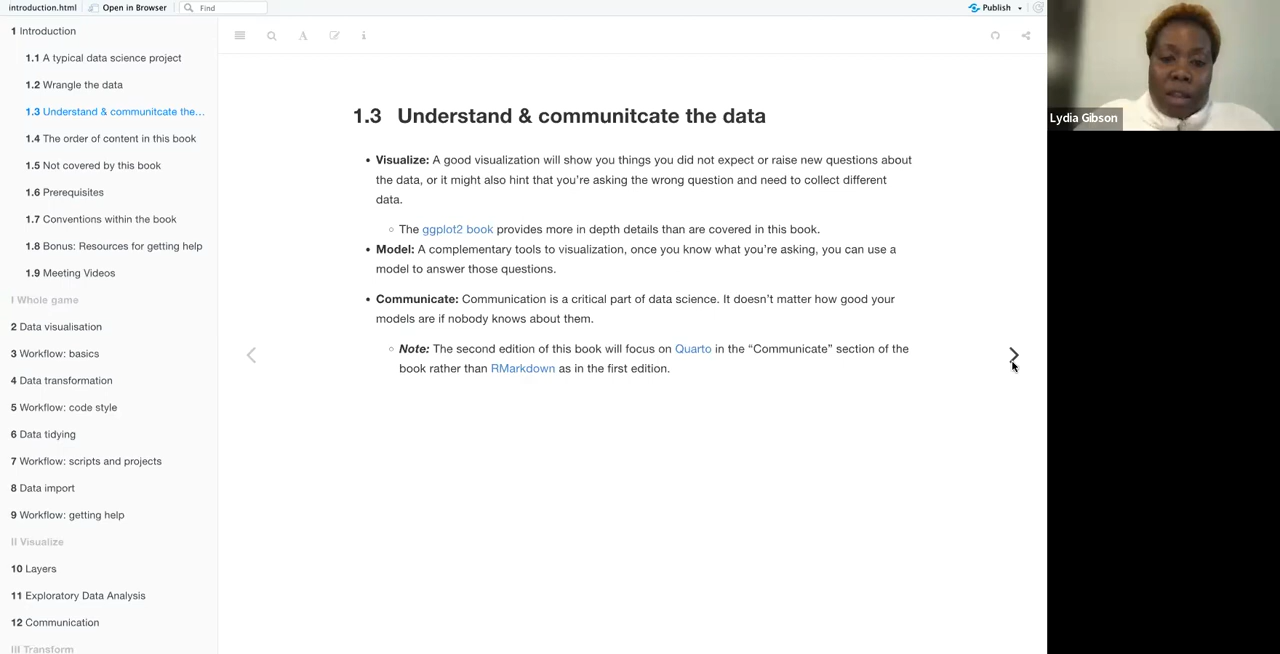 introduction.html Open in Browser Find Publish
1 Introduction
1.1 A typical data science project
1.2 Wrangle the data
1.3 Understand & communitcate the…
1.4 The order of content in this book
1.5 Not covered by this book
1.6 Prerequisites
1.7 Conventions within the book
1.8 Bonus: Resources for getting help
1.9 Meeting Videos
I Whole game
2 Data visualisation
3 Workflow: basics
4 Data transformation
5 Workflow: code style
6 Data tidying
7 Workflow: scripts and projects
8 Data import
9 Workflow: getting help
II Visualize
10 Layers
11 Exploratory Data Analysis
12 Communication
III Transform
1.3 Understand & communitcate the data
• Visualize: A good visualization will show you things you did not expect or raise new questions about
the data, or it might also hint that you’re asking the wrong question and need to collect different
data.
○ The ggplot2 book provides more in depth details than are covered in this book.
• Model: A complementary tools to visualization, once you know what you’re asking, you can use a
model to answer those questions.
• Communicate: Communication is a critical part of data science. It doesn’t matter how good your
models are if nobody knows about them.
○ Note: The second edition of this book will focus on Quarto in the “Communicate” section of the
book rather than RMarkdown as in the first edition.
Lydia Gibson